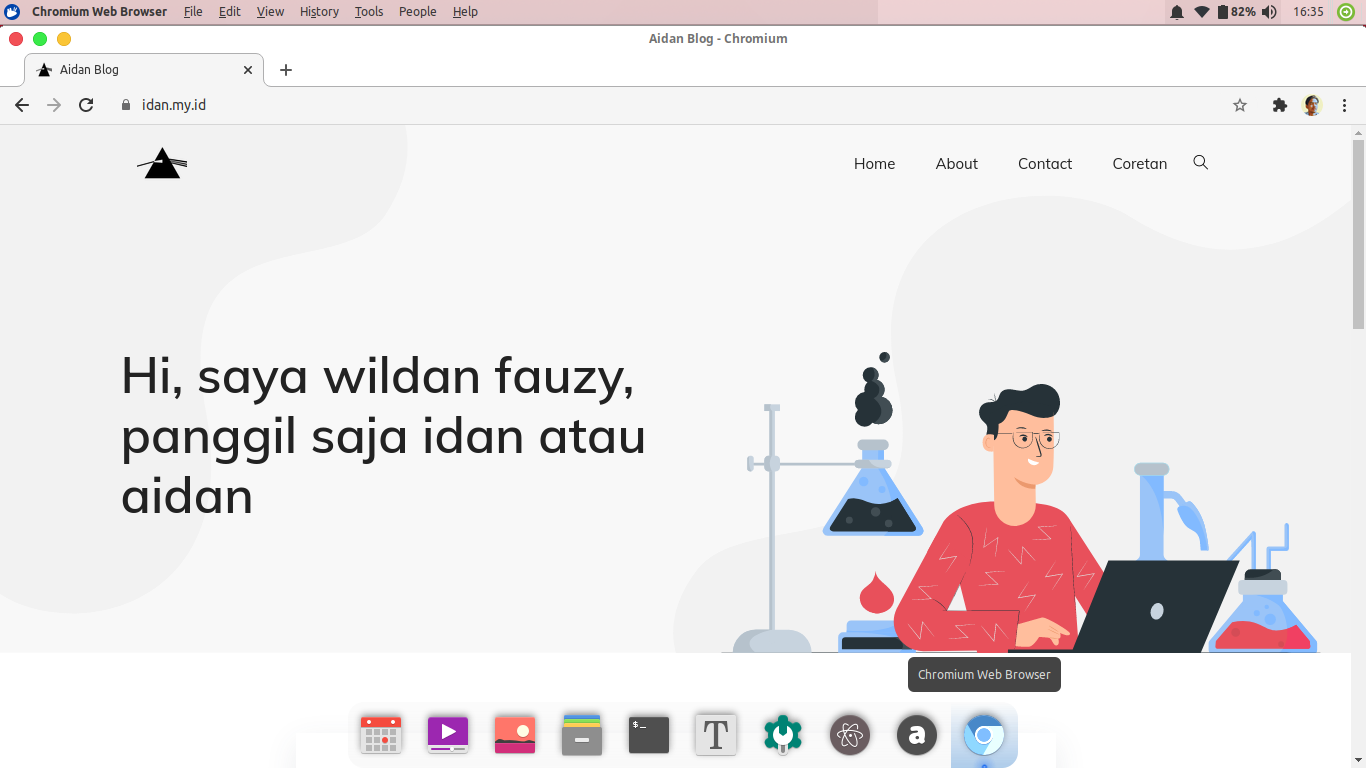 Chromium Web Browser File Edit View History Tools People Help 82% 16:35
Aidan Blog - Chromium
Aidan Blog
idan.my.id
Home About Contact Coretan
Hi, saya wildan fauzy,
panggil saja idan atau
aidan
Chromium Web Browser
$_
T
a